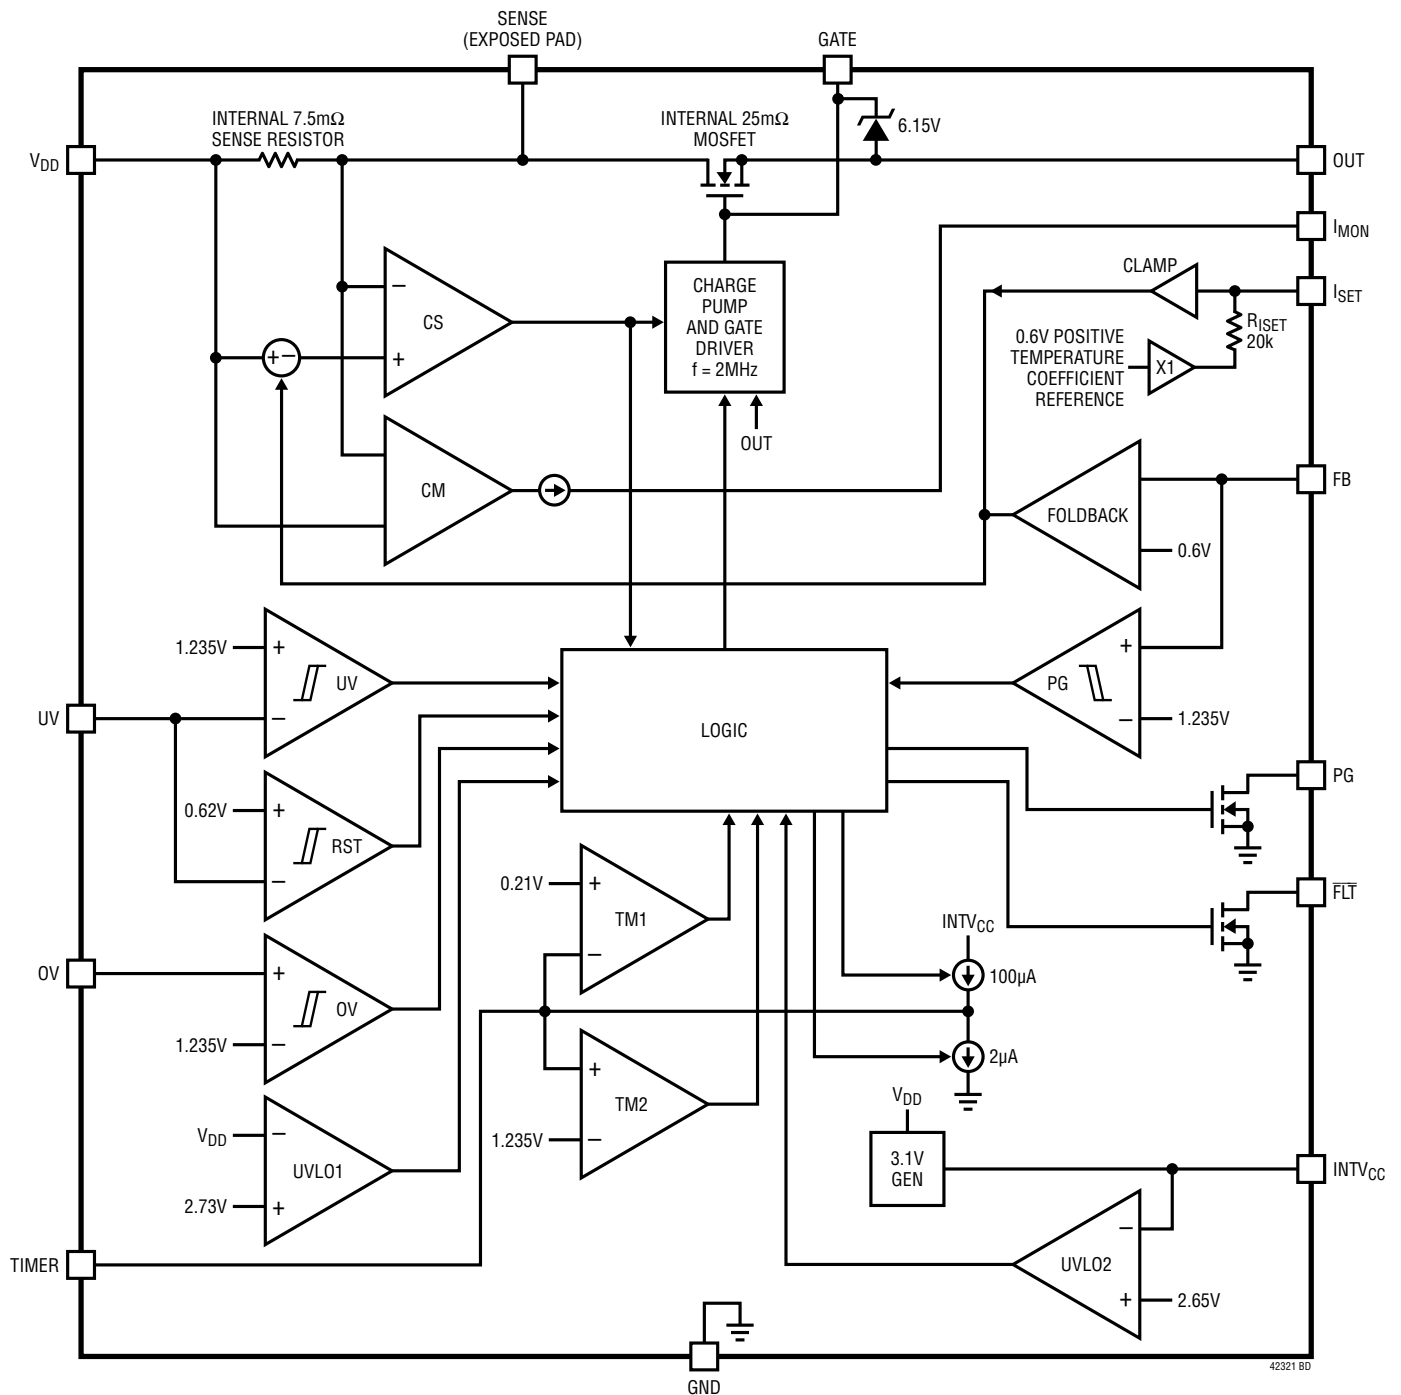 SENSE
(EXPOSED PAD)
GATE
INTERNAL 7.5mΩ
SENSE RESISTOR
INTERNAL 25mΩ
MOSFET
6.15V
VDD
OUT
IMON
CLAMP
ISET
CHARGE
PUMP
AND GATE
DRIVER
f = 2MHz
RISET
20k
0.6V POSITIVE
TEMPERATURE
COEFFICIENT
REFERENCE
X1
−
CS
+
+−
OUT
CM
FB
FOLDBACK
0.6V
1.235V
+
UV
−
UV
LOGIC
+
PG
−
1.235V
PG
0.62V
+
RST
−
0.21V
+
TM1
−
FLT
INTVCC
100µA
OV
+
OV
1.235V
−
2µA
+
TM2
1.235V
−
VDD
3.1V
GEN
INTVCC
VDD
−
UVLO1
2.73V
+
−
UVLO2
+
2.65V
TIMER
GND
42321 BD